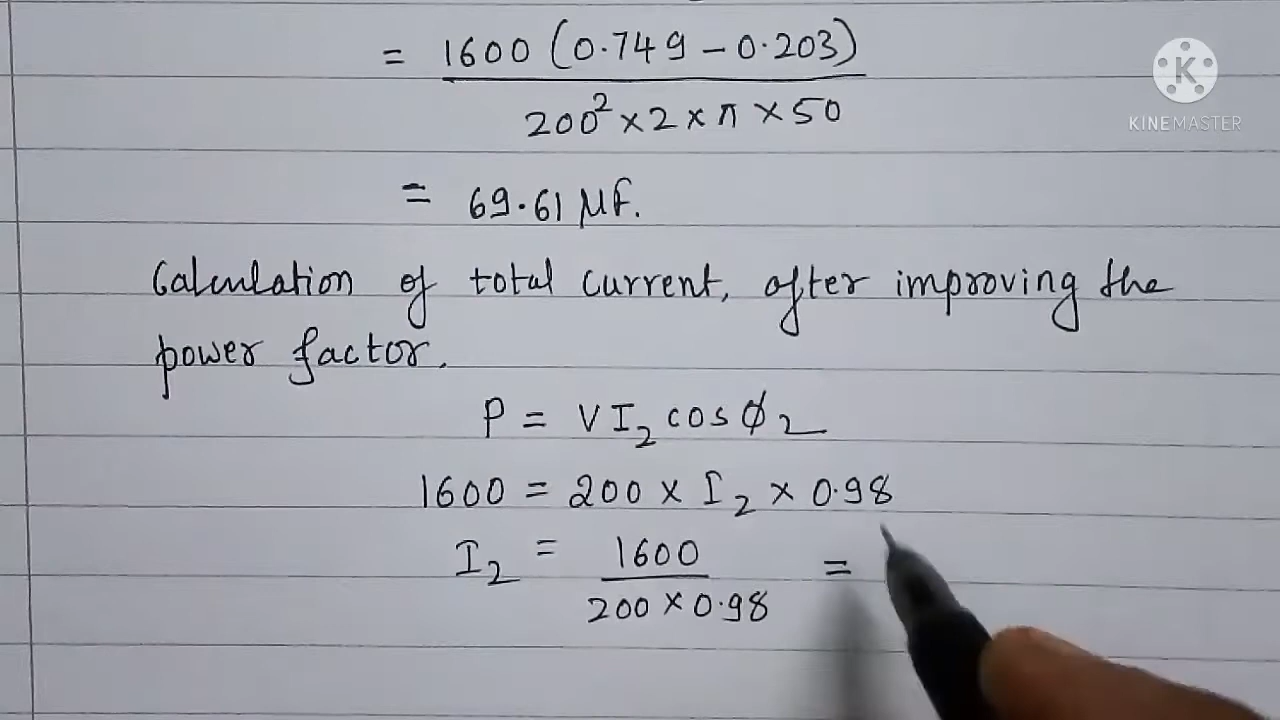 = 1600 (0.749 - 0.203)
200² × 2 × π × 50
= 69.61 μF.
Calculation of total current, after improving the
power factor.
P = VI₂ cos ϕ₂
1600 = 200 × I₂ × 0.98
I₂ = 1600 =
200 × 0.98
K
KINEMASTER